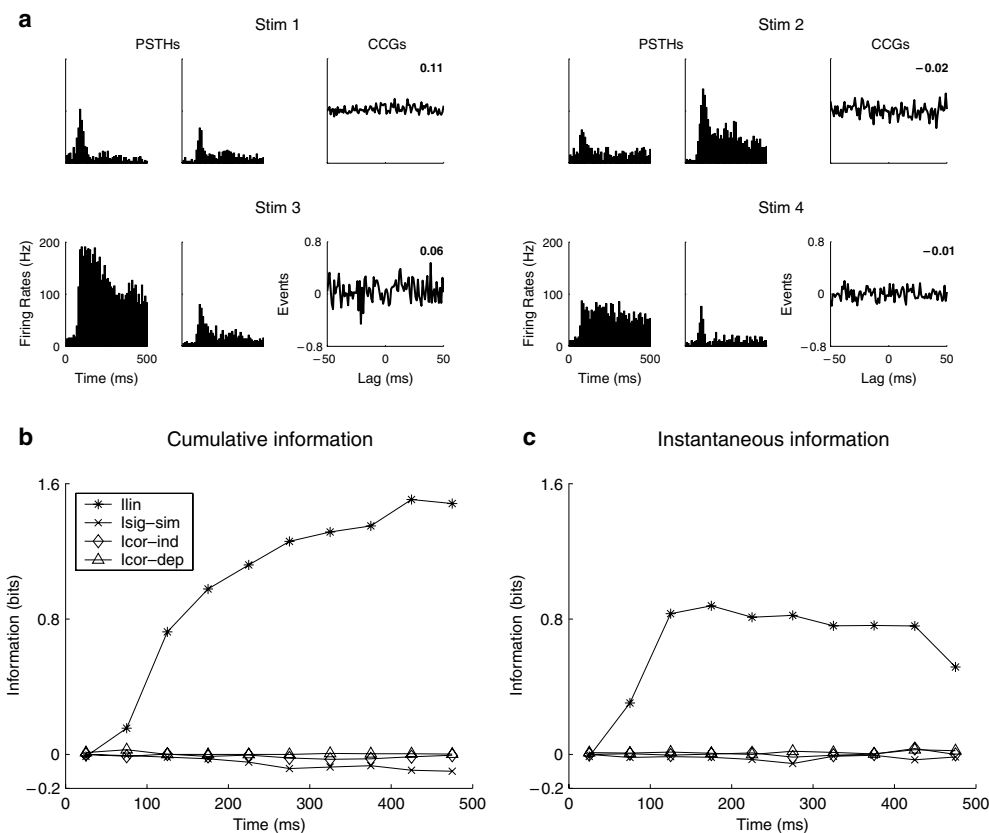 a
Stim 1
Stim 2
PSTHs
CCGs
PSTHs
CCGs
0.11
−0.02
Stim 3
Stim 4
Firing Rates (Hz)
200
100
0
0
500
Time (ms)
Events
0.8
0
−0.8
0.06
−50
0
50
Lag (ms)
Firing Rates (Hz)
200
100
0
0
500
Time (ms)
Events
0.8
0
−0.8
−0.01
−50
0
50
Lag (ms)
b
Cumulative information
Information (bits)
1.6
0.8
0
−0.2
Ilin
Isig−sim
Icor−ind
Icor−dep
0
100
200
300
400
500
Time (ms)
c
Instantaneous information
Information (bits)
1.6
0.8
0
−0.2
0
100
200
300
400
500
Time (ms)